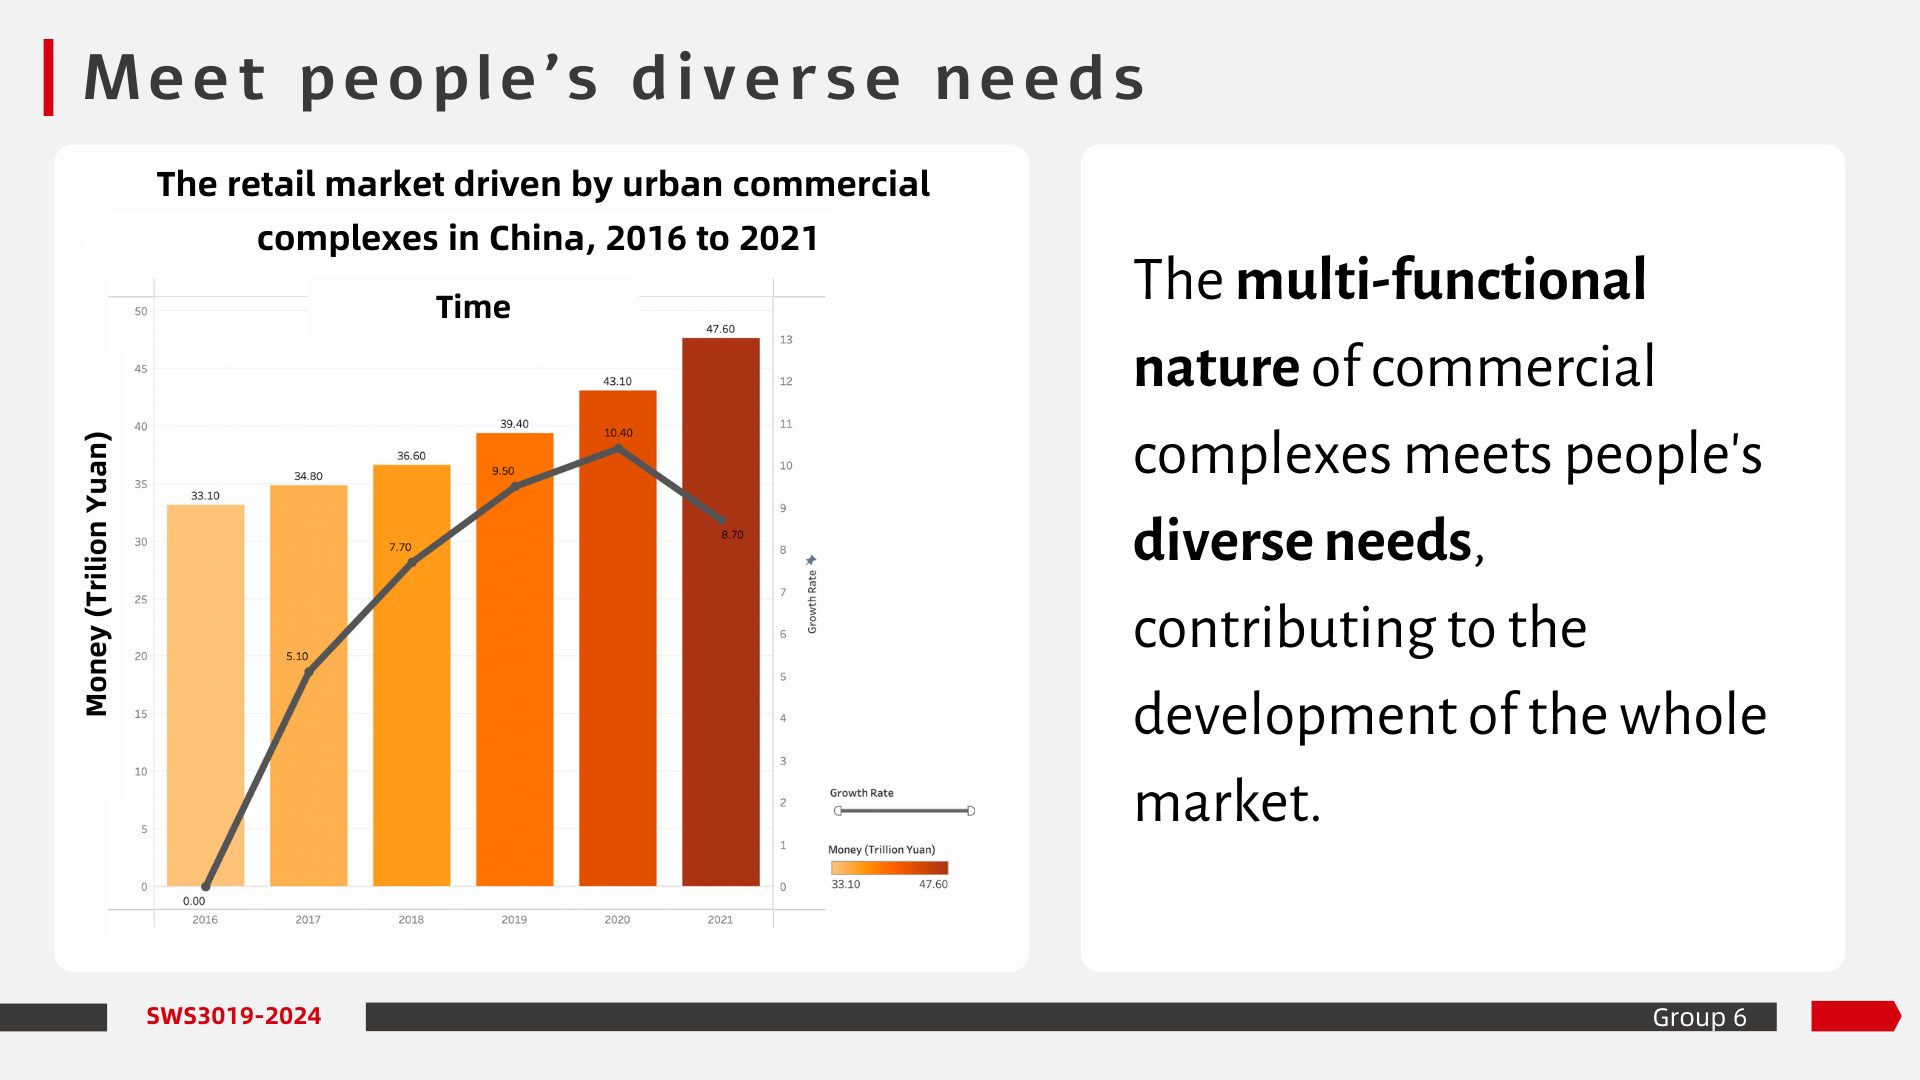 Meet people’s diverse needs
The retail market driven by urban commercial
complexes in China, 2016 to 2021
Time
Money (Trilion Yuan)
50
45
40
35
30
25
20
15
10
5
0
33.10
34.80
36.60
39.40
43.10
47.60
0.00
5.10
7.70
9.50
10.40
8.70
13
12
11
10
9
8
7
6
5
4
3
2
1
0
Growth Rate
2016
2017
2018
2019
2020
2021
Growth Rate
Money (Trillion Yuan)
33.10
47.60
The multi-functional
nature of commercial
complexes meets people's
diverse needs,
contributing to the
development of the whole
market.
SWS3019-2024
Group 6